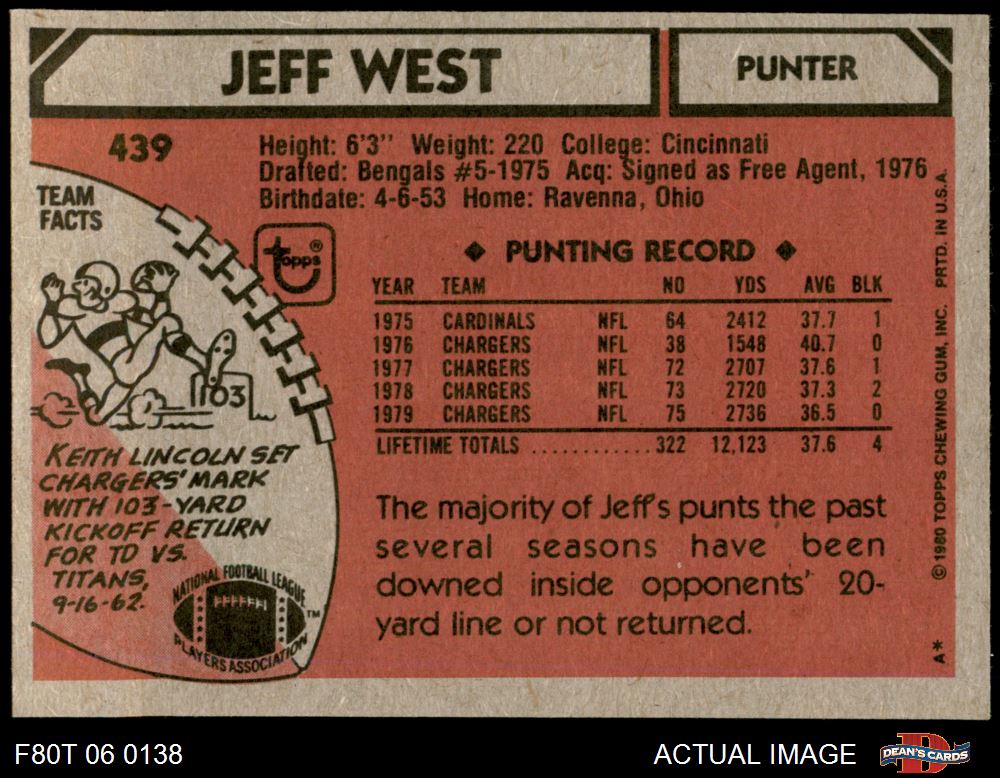 JEFF WEST
PUNTER
439
Height: 6'3" Weight: 220 College: Cincinnati
Drafted: Bengals #5-1975 Acq: Signed as Free Agent, 1976
Birthdate: 4-6-53 Home: Ravenna, Ohio
TEAM
FACTS
topps®
103
KEITH LINCOLN SET
CHARGERS' MARK
WITH 103-YARD
KICKOFF RETURN
FOR TD VS.
TITANS,
9-16-62.
NATIONAL FOOTBALL LEAGUE
PLAYERS ASSOCIATION
TM
◆ PUNTING RECORD ◆
YEAR TEAM NO YDS AVG BLK
1975 CARDINALS NFL 64 2412 37.7 1
1976 CHARGERS NFL 38 1548 40.7 0
1977 CHARGERS NFL 72 2707 37.6 1
1978 CHARGERS NFL 73 2720 37.3 2
1979 CHARGERS NFL 75 2736 36.5 0
LIFETIME TOTALS ............ 322 12,123 37.6 4
The majority of Jeff's punts the past
several seasons have been
downed inside opponents' 20-
yard line or not returned.
© 1980 TOPPS CHEWING GUM, INC. PRTD. IN U.S.A.
A*
F80T 06 0138
ACTUAL IMAGE
DEAN'S CARDS